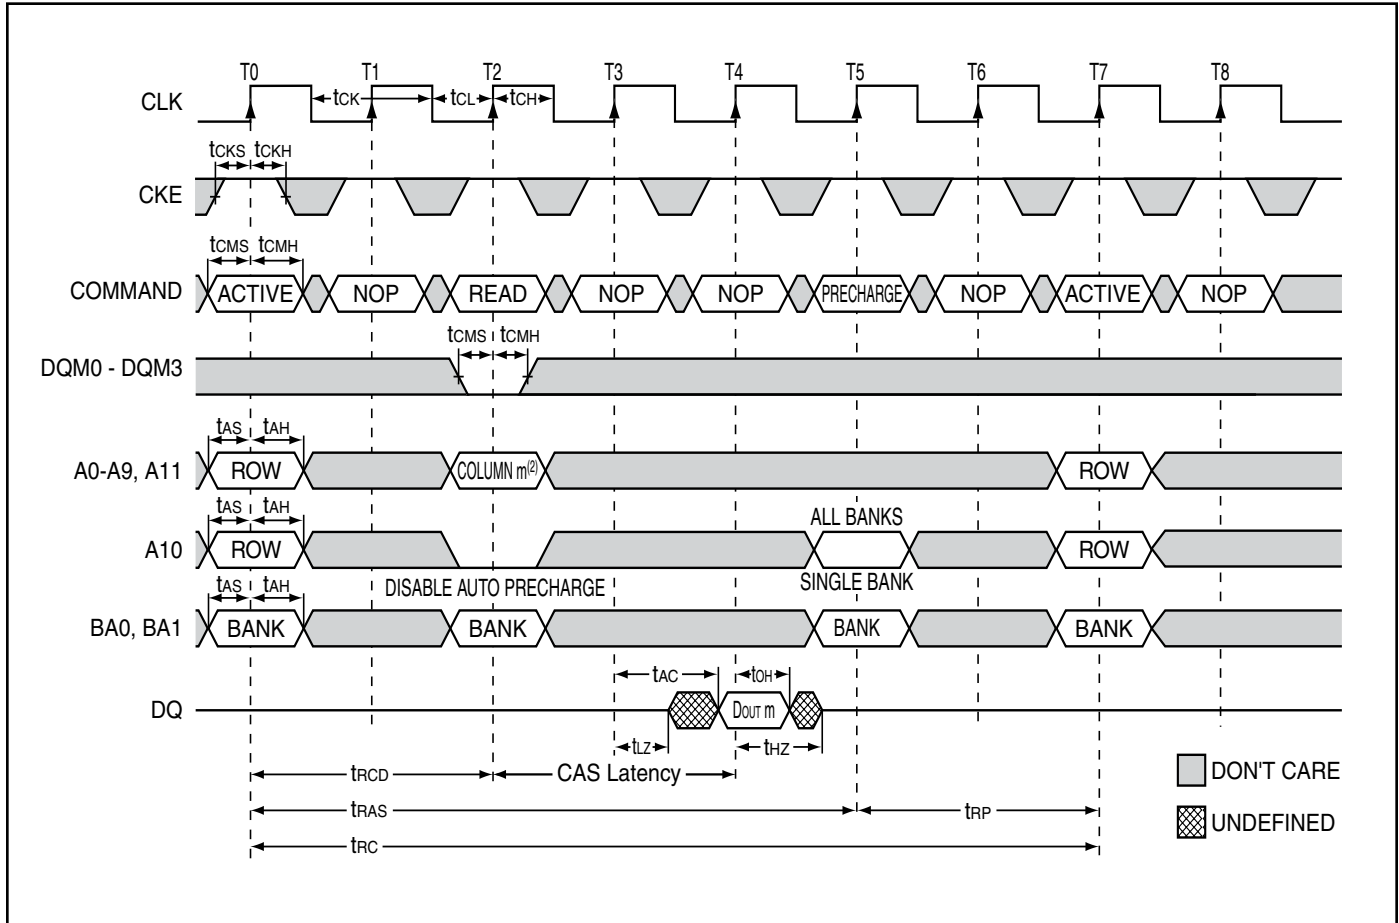 T0 T1 T2 T3 T4 T5 T6 T7 T8
CLK tCK tCL tCH
tCKS tCKH
CKE
tCMS tCMH
COMMAND ACTIVE NOP READ NOP NOP PRECHARGE NOP ACTIVE NOP
tCMS tCMH
DQM0 - DQM3
tAS tAH
A0-A9, A11 ROW COLUMN m(2) ROW
tAS tAH ALL BANKS
A10 ROW ROW
DISABLE AUTO PRECHARGE SINGLE BANK
tAS tAH
BA0, BA1 BANK BANK BANK BANK
tAC tOH
DQ DOUT m
tLZ tHZ
tRCD CAS Latency DON'T CARE
tRAS tRP
UNDEFINED
tRC